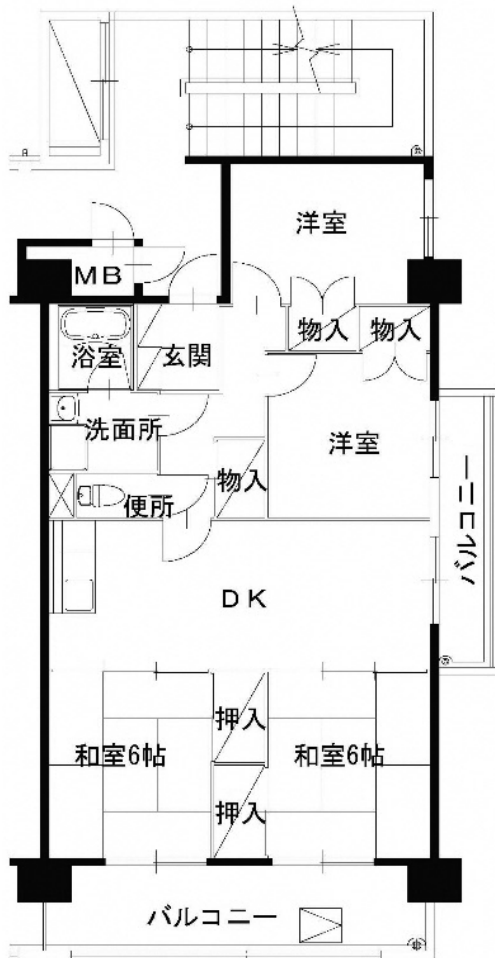 洋室
MB
物入
物入
浴室
玄関
洗面所
洋室
物入
便所
バルコニー
DK
押入
和室6帖
和室6帖
押入
バルコニー